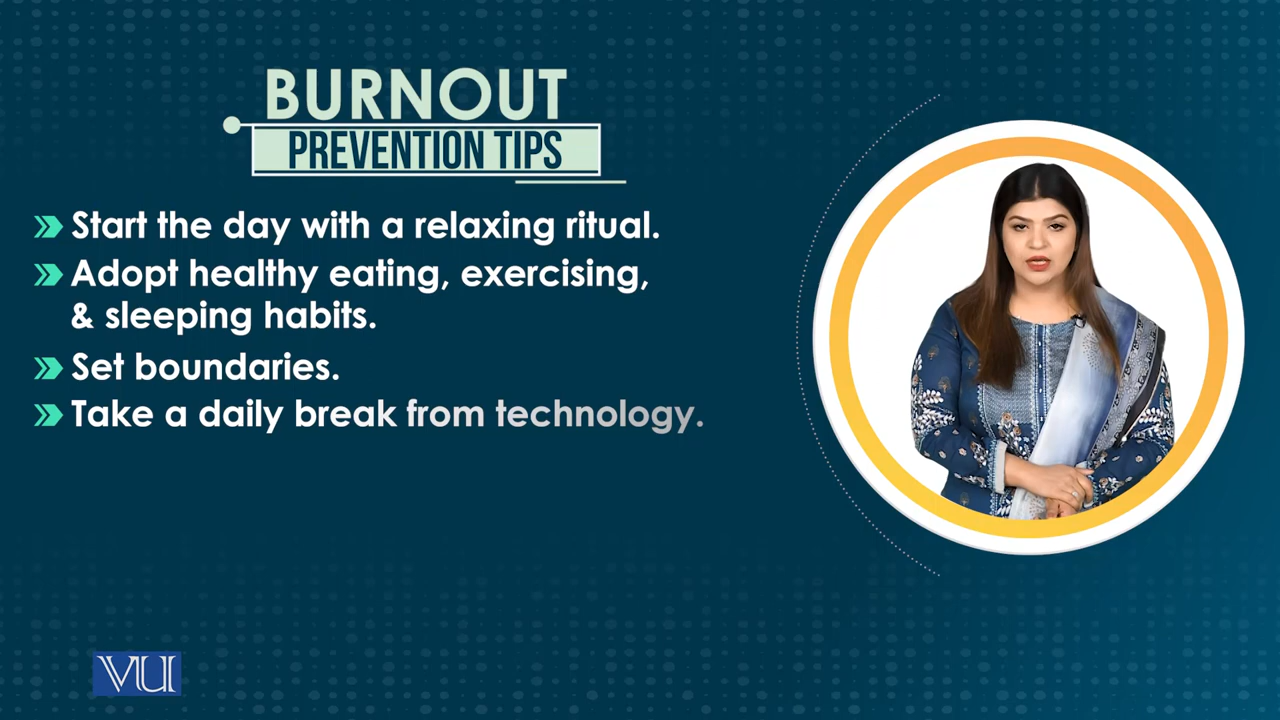 BURNOUT
PREVENTION TIPS
Start the day with a relaxing ritual.
Adopt healthy eating, exercising,
& sleeping habits.
Set boundaries.
Take a daily break from technology.
VU